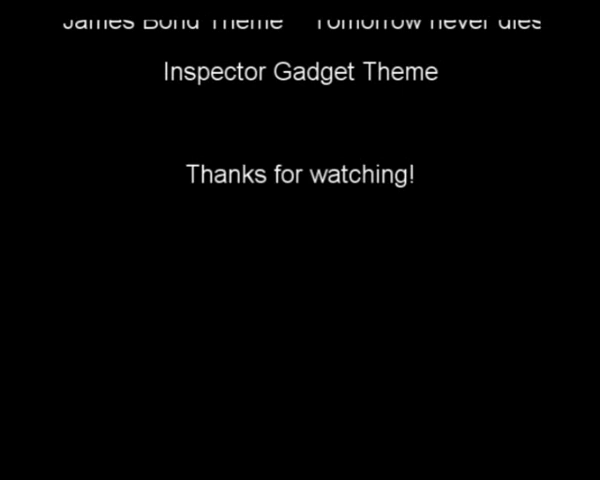 James Bond Theme Tomorrow never dies
Inspector Gadget Theme
Thanks for watching!